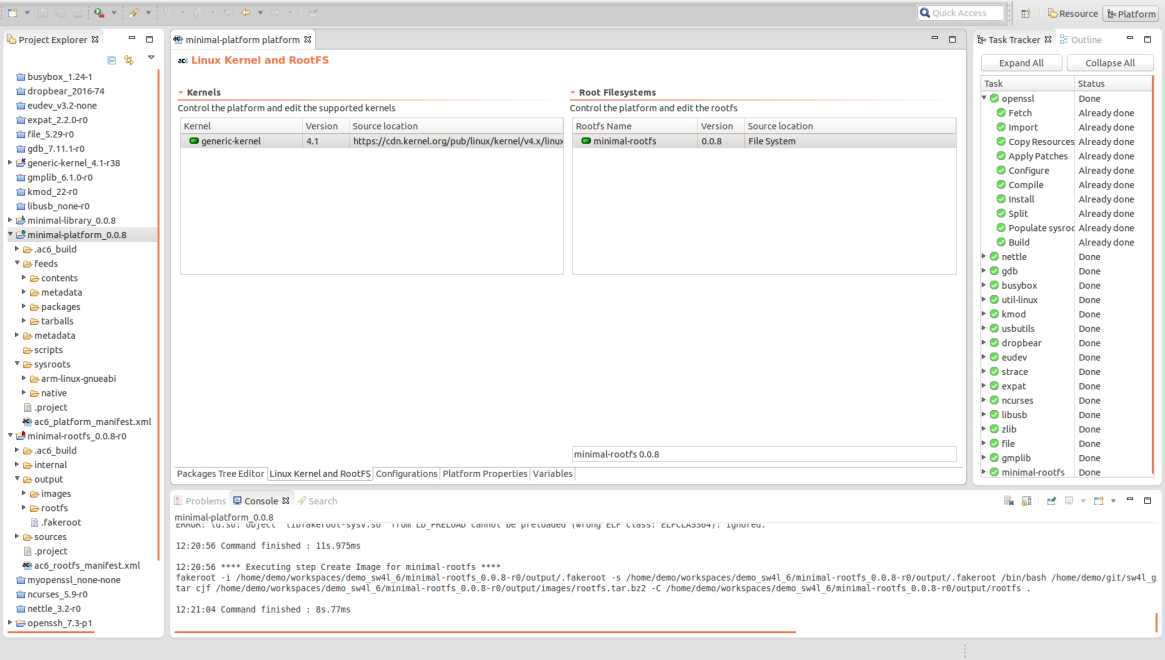 Quick Access
Resource
Platform
Project Explorer
busybox_1.24-1
dropbear_2016-74
eudev_v3.2-none
expat_2.2.0-r0
file_5.29-r0
gdb_7.11.1-r0
generic-kernel_4.1-r38
gmplib_6.1.0-r0
kmod_22-r0
libusb_none-r0
minimal-library_0.0.8
minimal-platform_0.0.8
.ac6_build
feeds
contents
metadata
packages
tarballs
metadata
scripts
sysroots
arm-linux-gnueabi
native
.project
ac6_platform_manifest.xml
minimal-rootfs_0.0.8-r0
.ac6_build
internal
output
images
rootfs
.fakeroot
sources
.project
ac6_rootfs_manifest.xml
myopenssl_none-none
ncurses_5.9-r0
nettle_3.2-r0
openssh_7.3-p1
minimal-platform platform
Linux Kernel and RootFS
Kernels
Control the platform and edit the supported kernels
Kernel Version Source location
generic-kernel 4.1 https://cdn.kernel.org/pub/linux/kernel/v4.x/linux
Root Filesystems
Control the platform and edit the rootfs
Rootfs Name Version Source location
minimal-rootfs 0.0.8 File System
minimal-rootfs 0.0.8
Packages Tree Editor Linux Kernel and RootFS Configurations Platform Properties Variables
Problems Console Search
minimal-platform_0.0.8
ERROR: ld.so: object 'libfakeroot-sysv.so' from LD_PRELOAD cannot be preloaded (wrong ELF class: ELFCLASS64): ignored.
12:20:56 Command finished : 11s.975ms
12:20:56 **** Executing step Create Image for minimal-rootfs ****
fakeroot -i /home/demo/workspaces/demo_sw4l_6/minimal-rootfs_0.0.8-r0/output/.fakeroot -s /home/demo/workspaces/demo_sw4l_6/minimal-rootfs_0.0.8-r0/output/.fakeroot /bin/bash /home/demo/git/sw4l_g
tar cjf /home/demo/workspaces/demo_sw4l_6/minimal-rootfs_0.0.8-r0/output/images/rootfs.tar.bz2 -C /home/demo/workspaces/demo_sw4l_6/minimal-rootfs_0.0.8-r0/output/rootfs .
12:21:04 Command finished : 8s.77ms
Task Tracker Outline
Expand All Collapse All
Task Status
openssl Done
Fetch Already done
Import Already done
Copy Resources Already done
Apply Patches Already done
Configure Already done
Compile Already done
Install Already done
Split Already done
Populate sysroo Already done
Build Already done
nettle Done
gdb Done
busybox Done
util-linux Done
kmod Done
usbutils Done
dropbear Done
eudev Done
strace Done
expat Done
ncurses Done
libusb Done
zlib Done
file Done
gmplib Done
minimal-rootfs Done